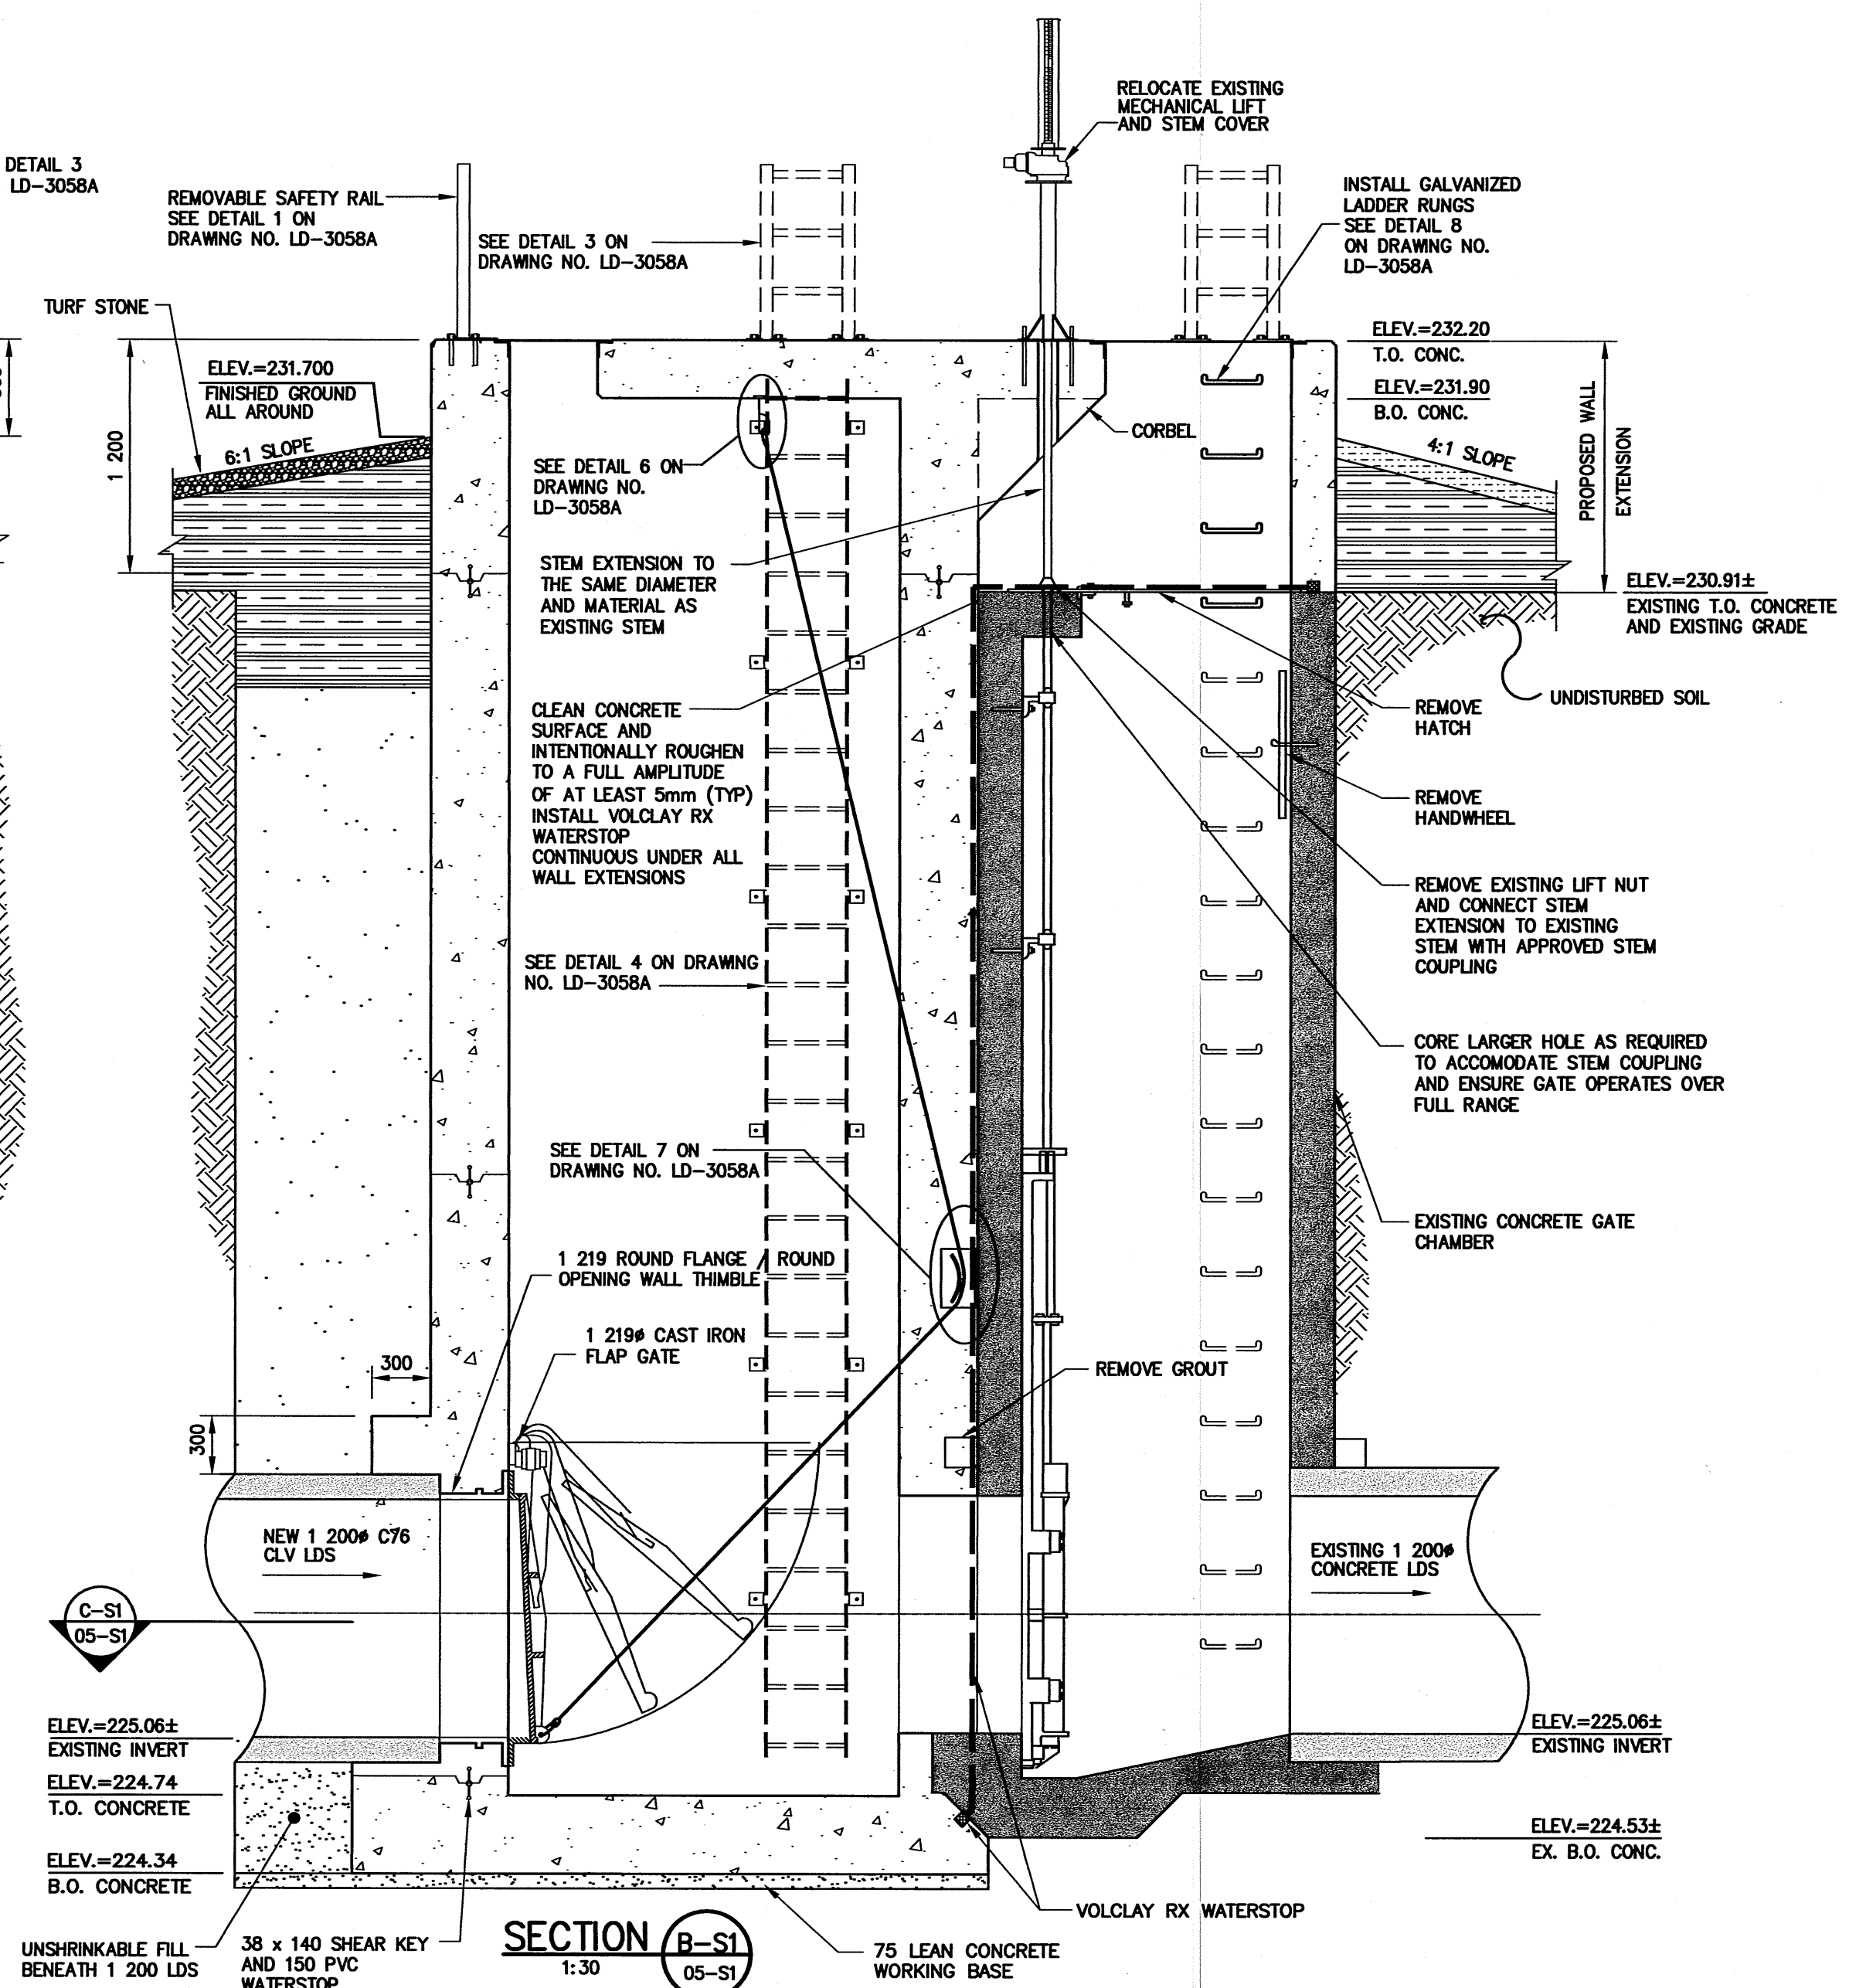 DETAIL 3
LD-3058A
REMOVABLE SAFETY RAIL
SEE DETAIL 1 ON
DRAWING NO. LD-3058A
SEE DETAIL 3 ON
DRAWING NO. LD-3058A
RELOCATE EXISTING
MECHANICAL LIFT
AND STEM COVER
INSTALL GALVANIZED
LADDER RUNGS
SEE DETAIL 8
ON DRAWING NO.
LD-3058A
TURF STONE
ELEV.=231.700
FINISHED GROUND
ALL AROUND
6:1 SLOPE
1 200
ELEV.=232.20
T.O. CONC.
ELEV.=231.90
B.O. CONC.
CORBEL
4:1 SLOPE
PROPOSED WALL
EXTENSION
SEE DETAIL 6 ON
DRAWING NO.
LD-3058A
STEM EXTENSION TO
THE SAME DIAMETER
AND MATERIAL AS
EXISTING STEM
ELEV.=230.91±
EXISTING T.O. CONCRETE
AND EXISTING GRADE
UNDISTURBED SOIL
CLEAN CONCRETE
SURFACE AND
INTENTIONALLY ROUGHEN
TO A FULL AMPLITUDE
OF AT LEAST 5mm (TYP)
INSTALL VOLCLAY RX
WATERSTOP
CONTINUOUS UNDER ALL
WALL EXTENSIONS
REMOVE
HATCH
REMOVE
HANDWHEEL
REMOVE EXISTING LIFT NUT
AND CONNECT STEM
EXTENSION TO EXISTING
STEM WITH APPROVED STEM
COUPLING
SEE DETAIL 4 ON DRAWING
NO. LD-3058A
CORE LARGER HOLE AS REQUIRED
TO ACCOMODATE STEM COUPLING
AND ENSURE GATE OPERATES OVER
FULL RANGE
SEE DETAIL 7 ON
DRAWING NO. LD-3058A
EXISTING CONCRETE GATE
CHAMBER
1 219 ROUND FLANGE / ROUND
OPENING WALL THIMBLE
1 219ø CAST IRON
FLAP GATE
300
300
REMOVE GROUT
NEW 1 200ø C76
CLV LDS
EXISTING 1 200ø
CONCRETE LDS
C-S1
05-S1
ELEV.=225.06±
EXISTING INVERT
ELEV.=225.06±
EXISTING INVERT
ELEV.=224.74
T.O. CONCRETE
ELEV.=224.34
B.O. CONCRETE
ELEV.=224.53±
EX. B.O. CONC.
VOLCLAY RX WATERSTOP
UNSHRINKABLE FILL
BENEATH 1 200 LDS
38 x 140 SHEAR KEY
AND 150 PVC
WATERSTOP
SECTION
1:30
B-S1
05-S1
75 LEAN CONCRETE
WORKING BASE